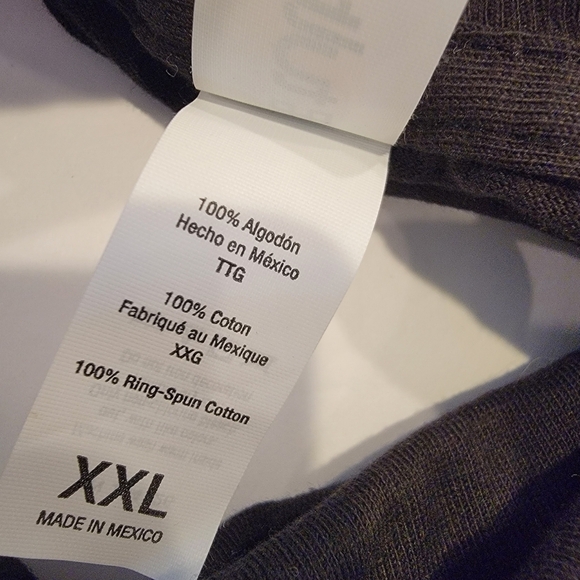 100% Algodón
Hecho en México
TTG
100% Coton
Fabriqué au Mexique
XXG
100% Ring-Spun Cotton
XXL
MADE IN MEXICO